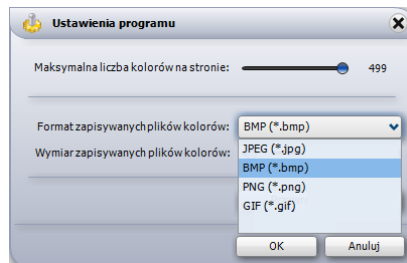 Ustawienia programu
Maksymalna liczba kolorów na stronie: 499
Format zapisywanych plików kolorów: BMP (*.bmp)
JPEG (*.jpg)
Wymiar zapisywanych plików kolorów:
BMP (*.bmp)
PNG (*.png)
GIF (*.gif)
OK Anuluj